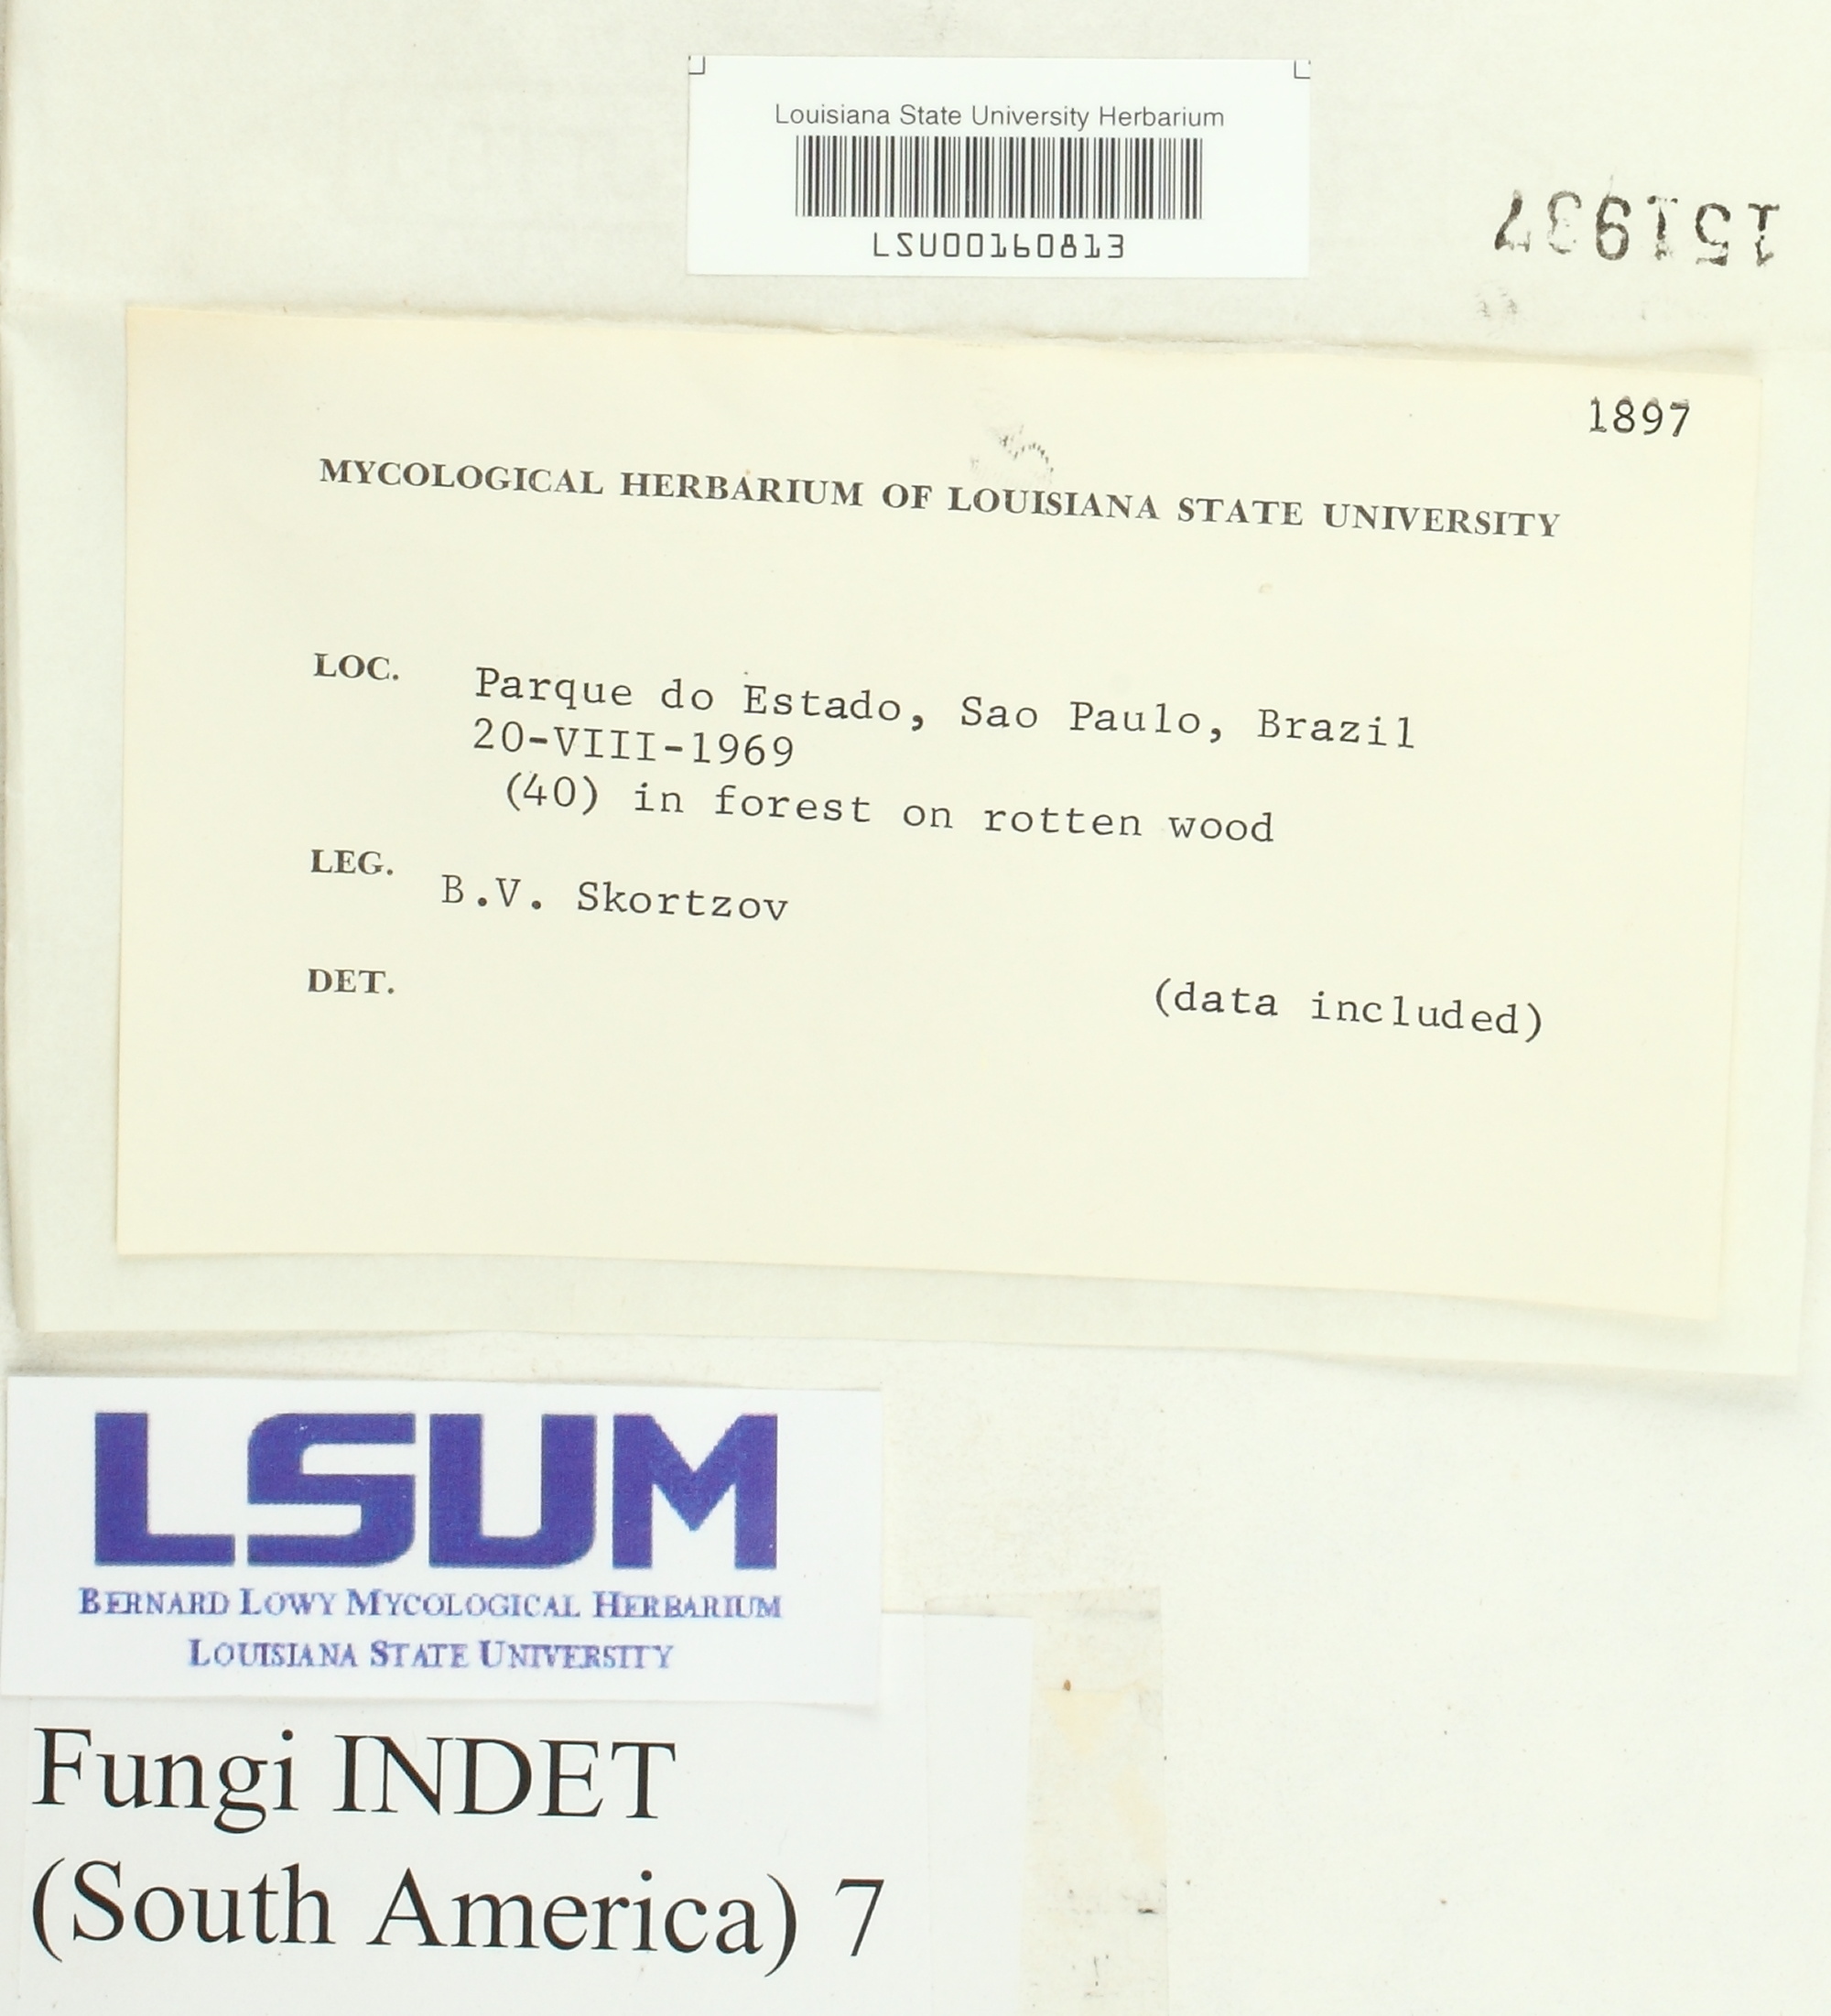 Louisiana State University Herbarium
LSU00160813
151937
1897
MYCOLOGICAL HERBARIUM OF LOUISIANA STATE UNIVERSITY
LOC. Parque do Estado, Sao Paulo, Brazil
20-VIII-1969
(40) in forest on rotten wood
LEG. B.V. Skortzov
DET. (data included)
LSUM
BERNARD LOWY MYCOLOGICAL HERBARIUM
LOUISIANA STATE UNIVERSITY
Fungi INDET
(South America) 7